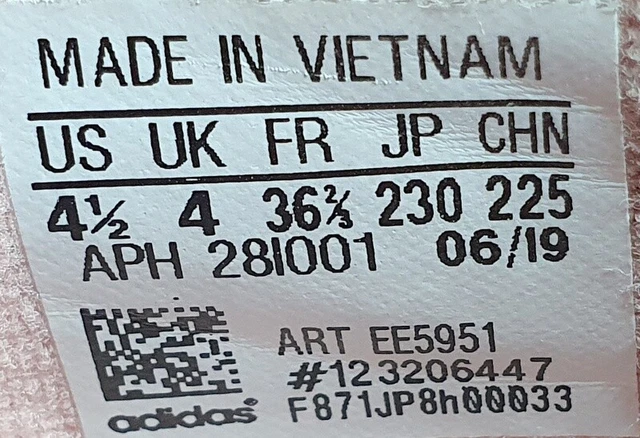 MADE IN VIETNAM
US UK FR JP CHN
4½ 4 36⅔ 230 225
APH 28I001 06/19
ART EE5951
#123206447
F871JP8h00033
adidas®